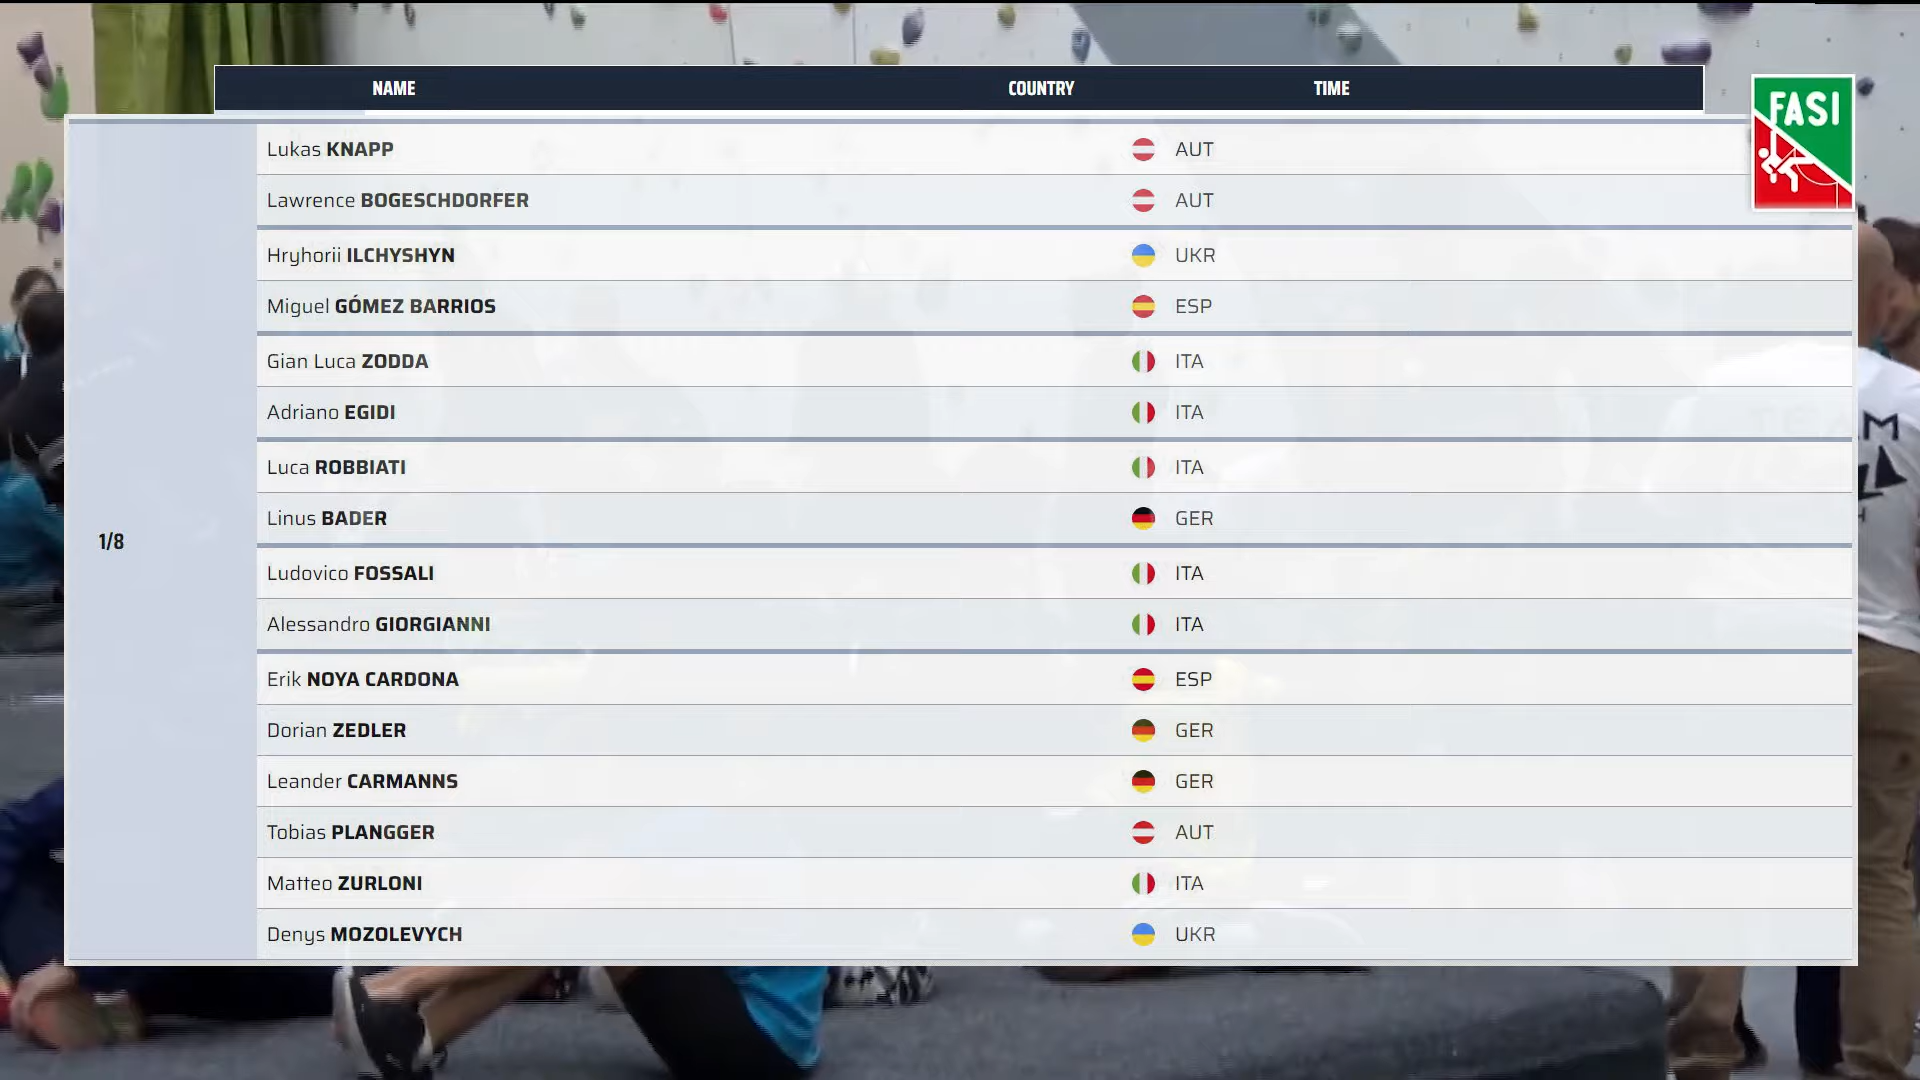 NAME COUNTRY TIME
FASI
Lukas KNAPP AUT
Lawrence BOGESCHDORFER AUT
Hryhorii ILCHYSHYN UKR
Miguel GÓMEZ BARRIOS ESP
Gian Luca ZODDA ITA
Adriano EGIDI ITA
Luca ROBBIATI ITA
Linus BADER GER
1/8
Ludovico FOSSALI ITA
Alessandro GIORGIANNI ITA
Erik NOYA CARDONA ESP
Dorian ZEDLER GER
Leander CARMANNS GER
Tobias PLANGGER AUT
Matteo ZURLONI ITA
Denys MOZOLEVYCH UKR